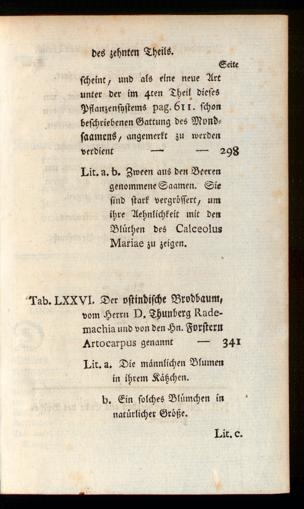 des zehnten Theils.
Seite
scheint, und als eine neue Art
unter der im 4ten Theil dieses
Pflanzensystems pag. 611. schon
beschriebenen Gattung des Mond-
saamens, angemerkt zu werden
verdient — — 298
Lit. a. b. Zween aus den Beeren
genommene Saamen. Sie
sind stark vergrössert, um
ihre Aehnlichkeit mit den
Blüthen des Calceolus
Mariae zu zeigen.
Tab. LXXVI. Der ostindische Brodbaum,
vom Herrn D. Thunberg Rade-
machia und von den Hn. Forstern
Artocarpus genannt — 341
Lit. a. Die männlichen Blumen
in ihrem Kätzchen.
b. Ein solches Blümchen in
natürlicher Größe.
Lit. c.